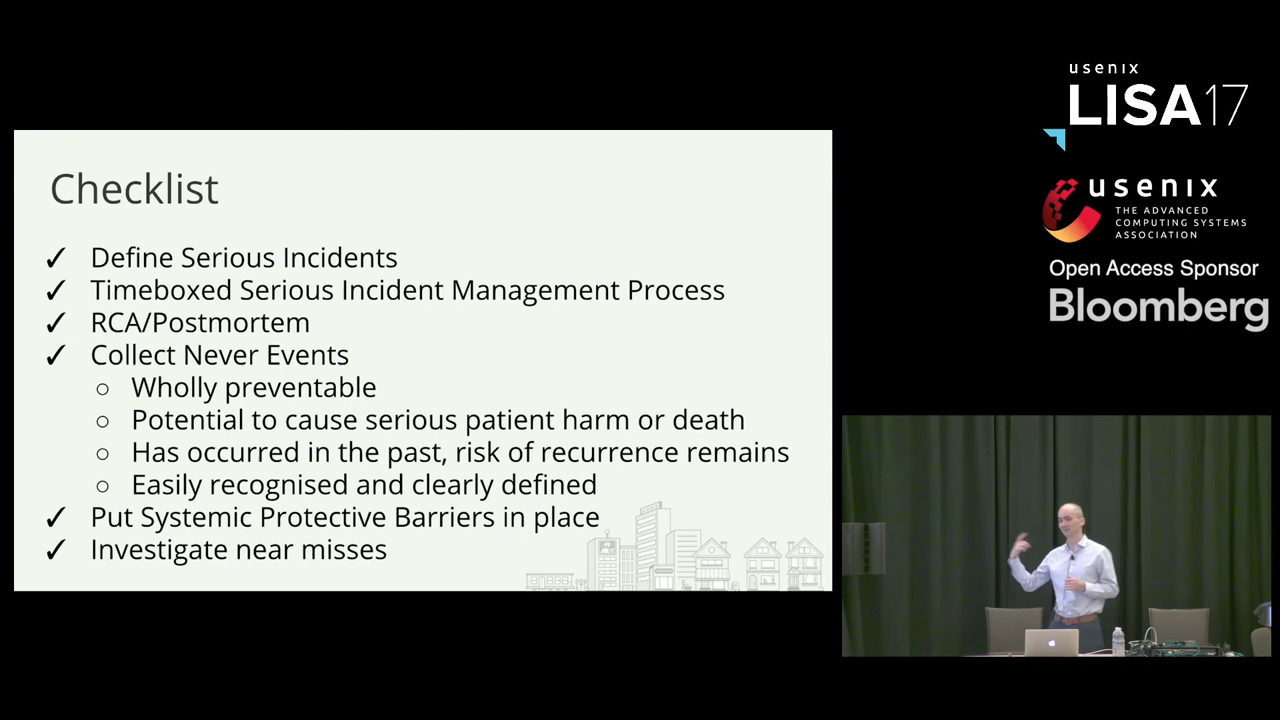 Checklist
✓ Define Serious Incidents
✓ Timeboxed Serious Incident Management Process
✓ RCA/Postmortem
✓ Collect Never Events
○ Wholly preventable
○ Potential to cause serious patient harm or death
○ Has occurred in the past, risk of recurrence remains
○ Easily recognised and clearly defined
✓ Put Systemic Protective Barriers in place
✓ Investigate near misses
usenix
LISA17
usenix
THE ADVANCED
COMPUTING SYSTEMS
ASSOCIATION
Open Access Sponsor
Bloomberg